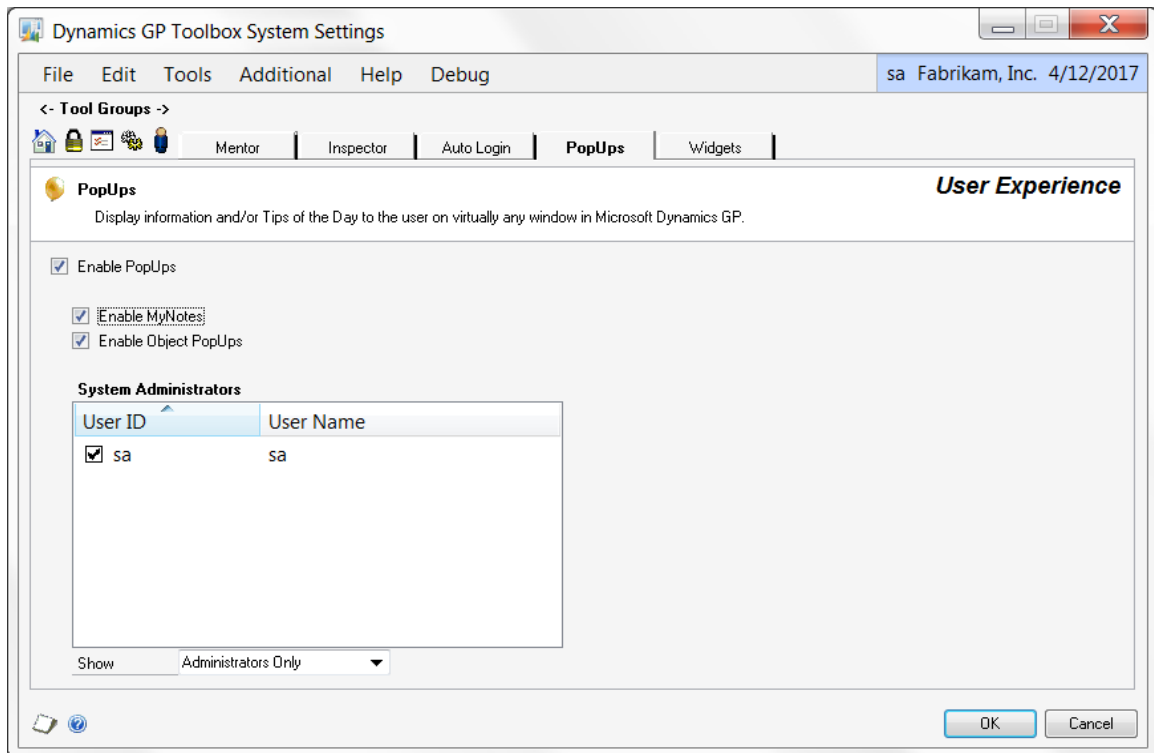 Dynamics GP Toolbox System Settings
File Edit Tools Additional Help Debug sa Fabrikam, Inc. 4/12/2017
<- Tool Groups ->
Mentor Inspector Auto Login PopUps Widgets
PopUps User Experience
Display information and/or Tips of the Day to the user on virtually any window in Microsoft Dynamics GP.
Enable PopUps
Enable MyNotes
Enable Object PopUps
System Administrators
User ID User Name
sa sa
Show Administrators Only
OK Cancel